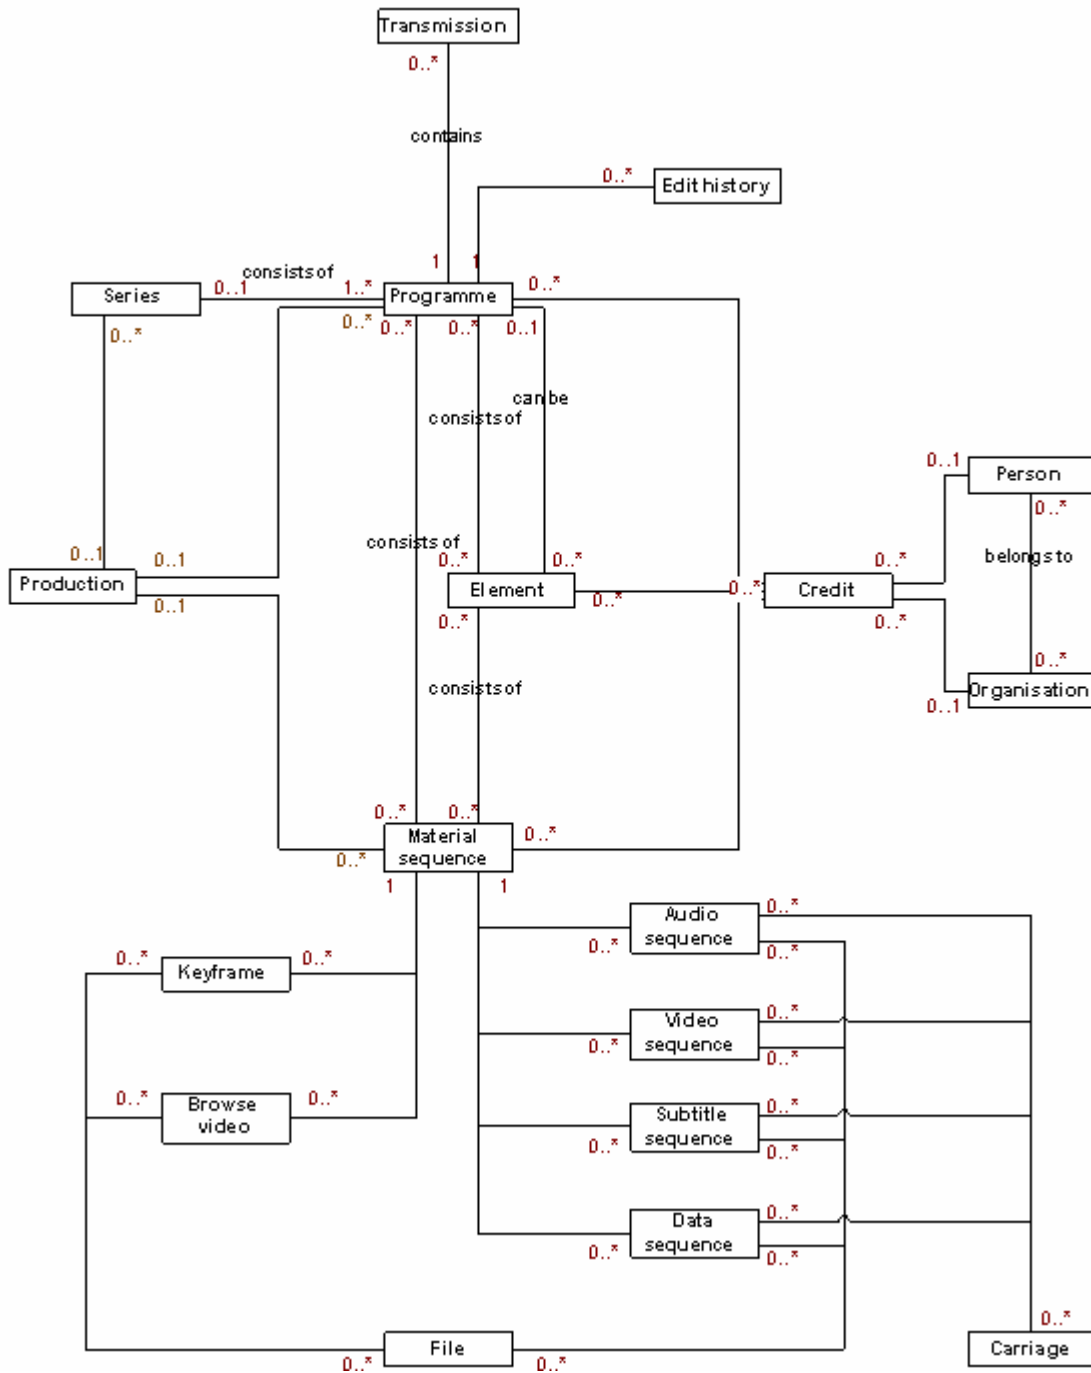 Transmission
0..*
contains
0..*
Edit history
1
1
consists of
0..1
1..*
0..*
Series
Programme
0..*
0..*
0..*
0..*
0..1
can be
consists of
0..1
Person
0..*
consists of
belongs to
0..1
0..1
0..*
0..*
0..*
Production
Element
0..*
Credit
0..1
0..*
0..*
0..*
0..*
consists of
Organisation
0..1
0..*
0..*
0..*
Material
sequence
0..*
1
1
Audio
sequence
0..*
0..*
0..*
0..*
0..*
Keyframe
Video
sequence
0..*
0..*
0..*
0..*
0..*
Browse
video
Subtitle
sequence
0..*
0..*
0..*
Data
sequence
0..*
0..*
0..*
0..*
File
0..*
0..*
Carriage